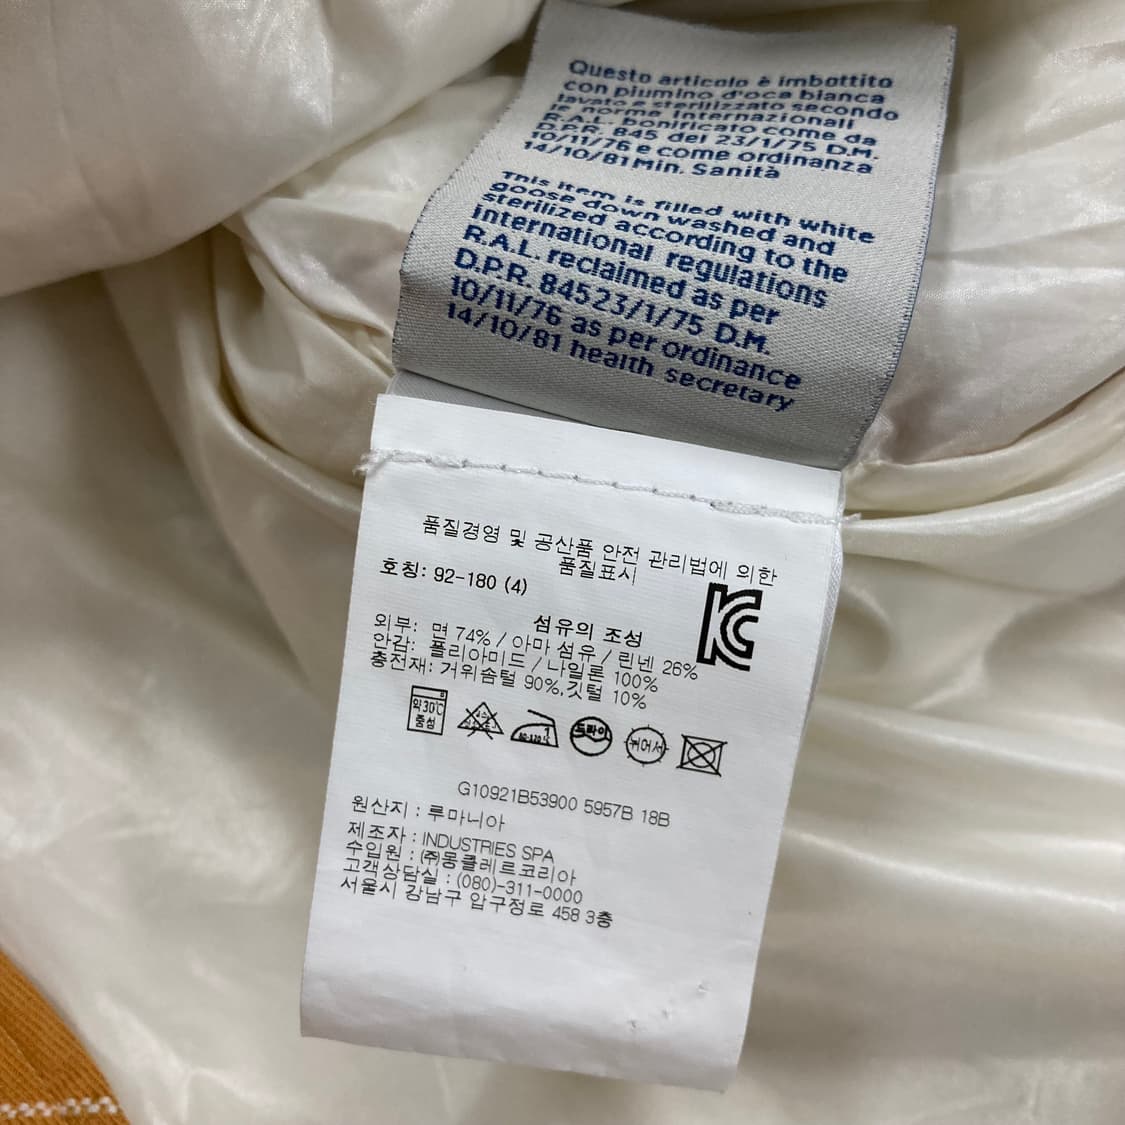 Questo articolo è imbottito
con piumino d'oca bianca
lavato e sterilizzato secondo
le norme internazionali
R.A.L. bonificato come da
D.P.R. 845 del 23/1/75 D.M.
10/11/76 e come ordinanza
14/10/81 Min. Sanità
This item is filled with white
goose down washed and
sterilized according to the
international regulations
R.A.L. reclaimed as per
D.P.R. 845 23/1/75 D.M.
10/11/76 as per ordinance
14/10/81 health secretary
품질경영 및 공산품 안전 관리법에 의한
품질표시
호칭: 92-180 (4)
섬유의 조성
외부: 면 74% / 아마 섬유 / 린넨 26%
안감: 폴리아미드 / 나일론 100%
충전재: 거위솜털 90%,깃털 10%
약30℃
중성
드라이
뉘어서
G10921B53900 5957B 18B
원산지 : 루마니아
제조자 : INDUSTRIES SPA
수입원 : (주)몽클레르코리아
고객상담실 : (080)-311-0000
서울시 강남구 압구정로 458 3층